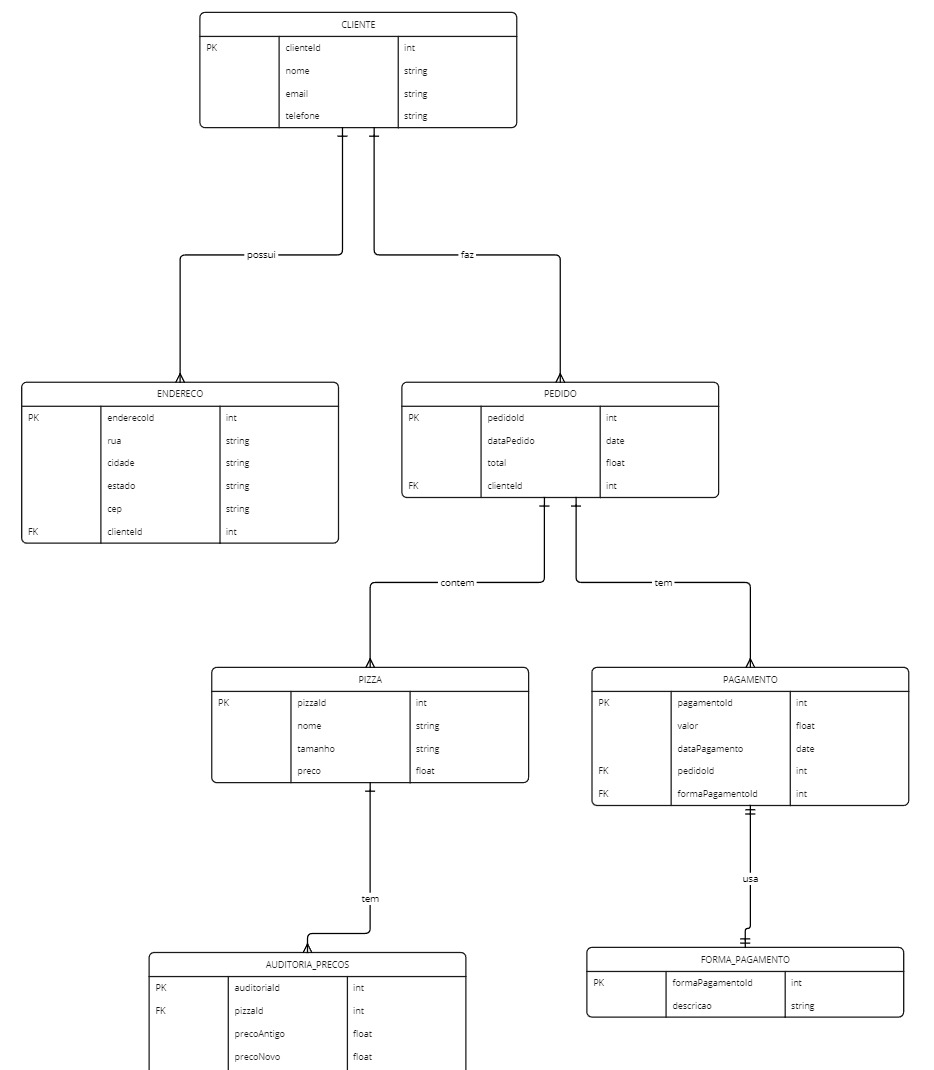 CLIENTE
PK clienteId int
nome string
email string
telefone string
possui faz
ENDERECO
PK enderecoId int
rua string
cidade string
estado string
cep string
FK clienteId int
PEDIDO
PK pedidoId int
dataPedido date
total float
FK clienteId int
contem tem
PIZZA
PK pizzaId int
nome string
tamanho string
preco float
PAGAMENTO
PK pagamentoId int
valor float
dataPagamento date
FK pedidoId int
FK formaPagamentoId int
tem
usa
AUDITORIA_PRECOS
PK auditoriaId int
FK pizzaId int
precoAntigo float
precoNovo float
FORMA_PAGAMENTO
PK formaPagamentoId int
descricao string